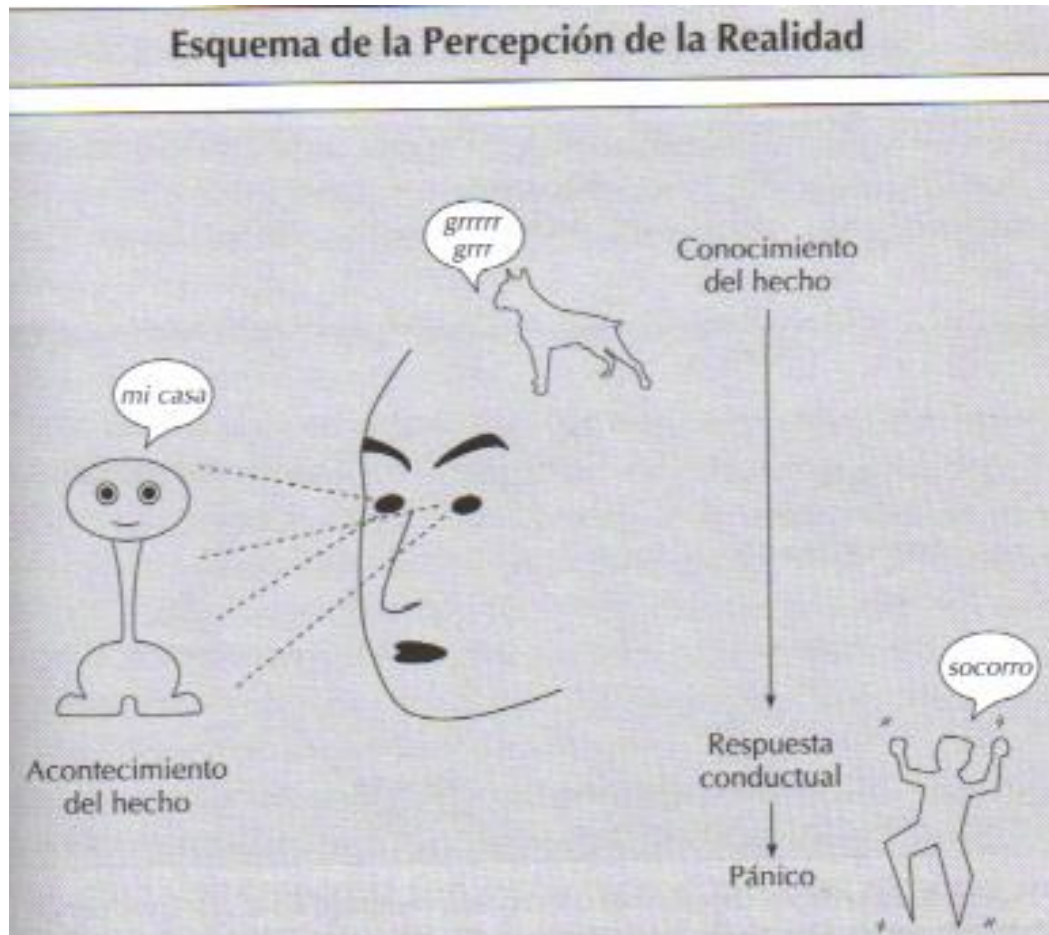 Esquema de la Percepción de la Realidad
grrrrr
grrr
Conocimiento
del hecho
mi casa
socorro
Acontecimiento
del hecho
Respuesta
conductual
Pánico